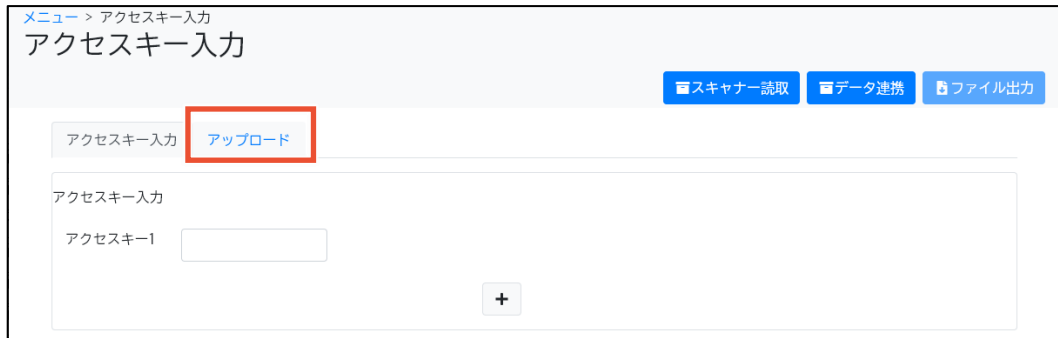 メニュー > アクセスキー入力
アクセスキー入力
スキャナー読取 データ連携 ファイル出力
アクセスキー入力 アップロード
アクセスキー入力
アクセスキー1
+